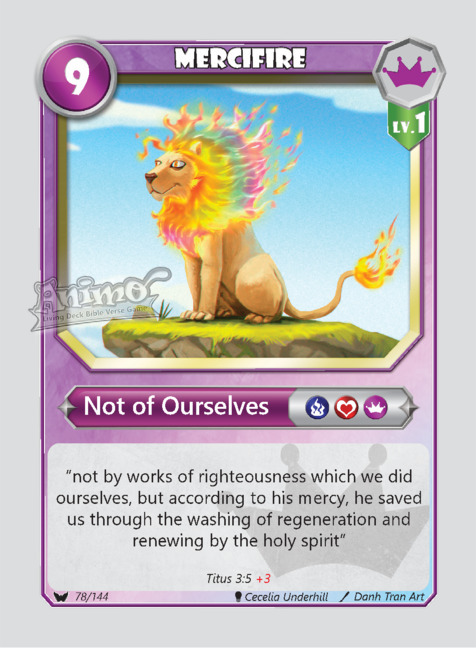 MERCIFIRE
9
LV.1
Animor
Living Deck Bible Verse Game
Not of Ourselves
“not by works of righteousness which we did
ourselves, but according to his mercy, he saved
us through the washing of regeneration and
renewing by the holy spirit“
Titus 3:5 +3
78/144
Cecelia Underhill
Danh Tran Art